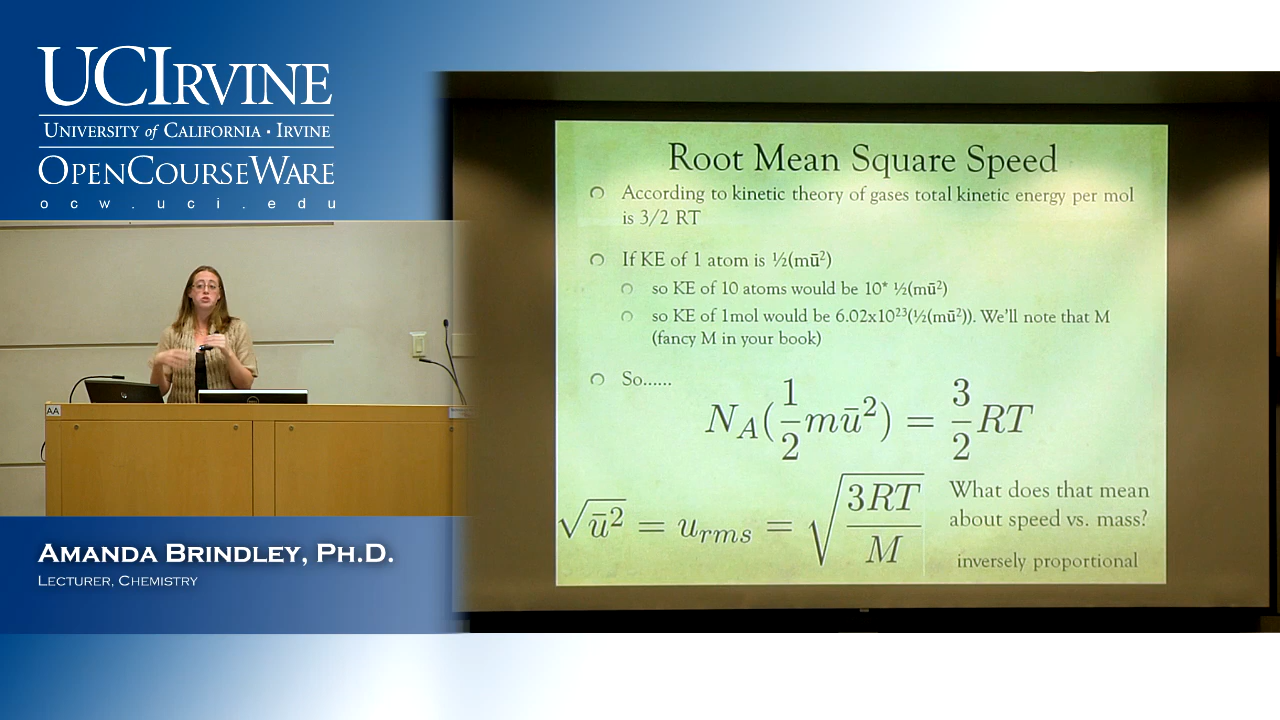 UCIRVINE
UNIVERSITY of CALIFORNIA · IRVINE
OPENCOURSEWARE
ocw.uci.edu
AA
AMANDA BRINDLEY, PH.D.
LECTURER, CHEMISTRY
Root Mean Square Speed
According to kinetic theory of gases total kinetic energy per mol
is 3/2 RT
If KE of 1 atom is ½(mū²)
so KE of 10 atoms would be 10* ½(mū²)
so KE of 1mol would be 6.02x10²³(½(mū²)). We'll note that M
(fancy M in your book)
So......
N_A(1/2 mū²) = 3/2 RT
√ū² = u_rms = √(3RT/M)
What does that mean
about speed vs. mass?
inversely proportional